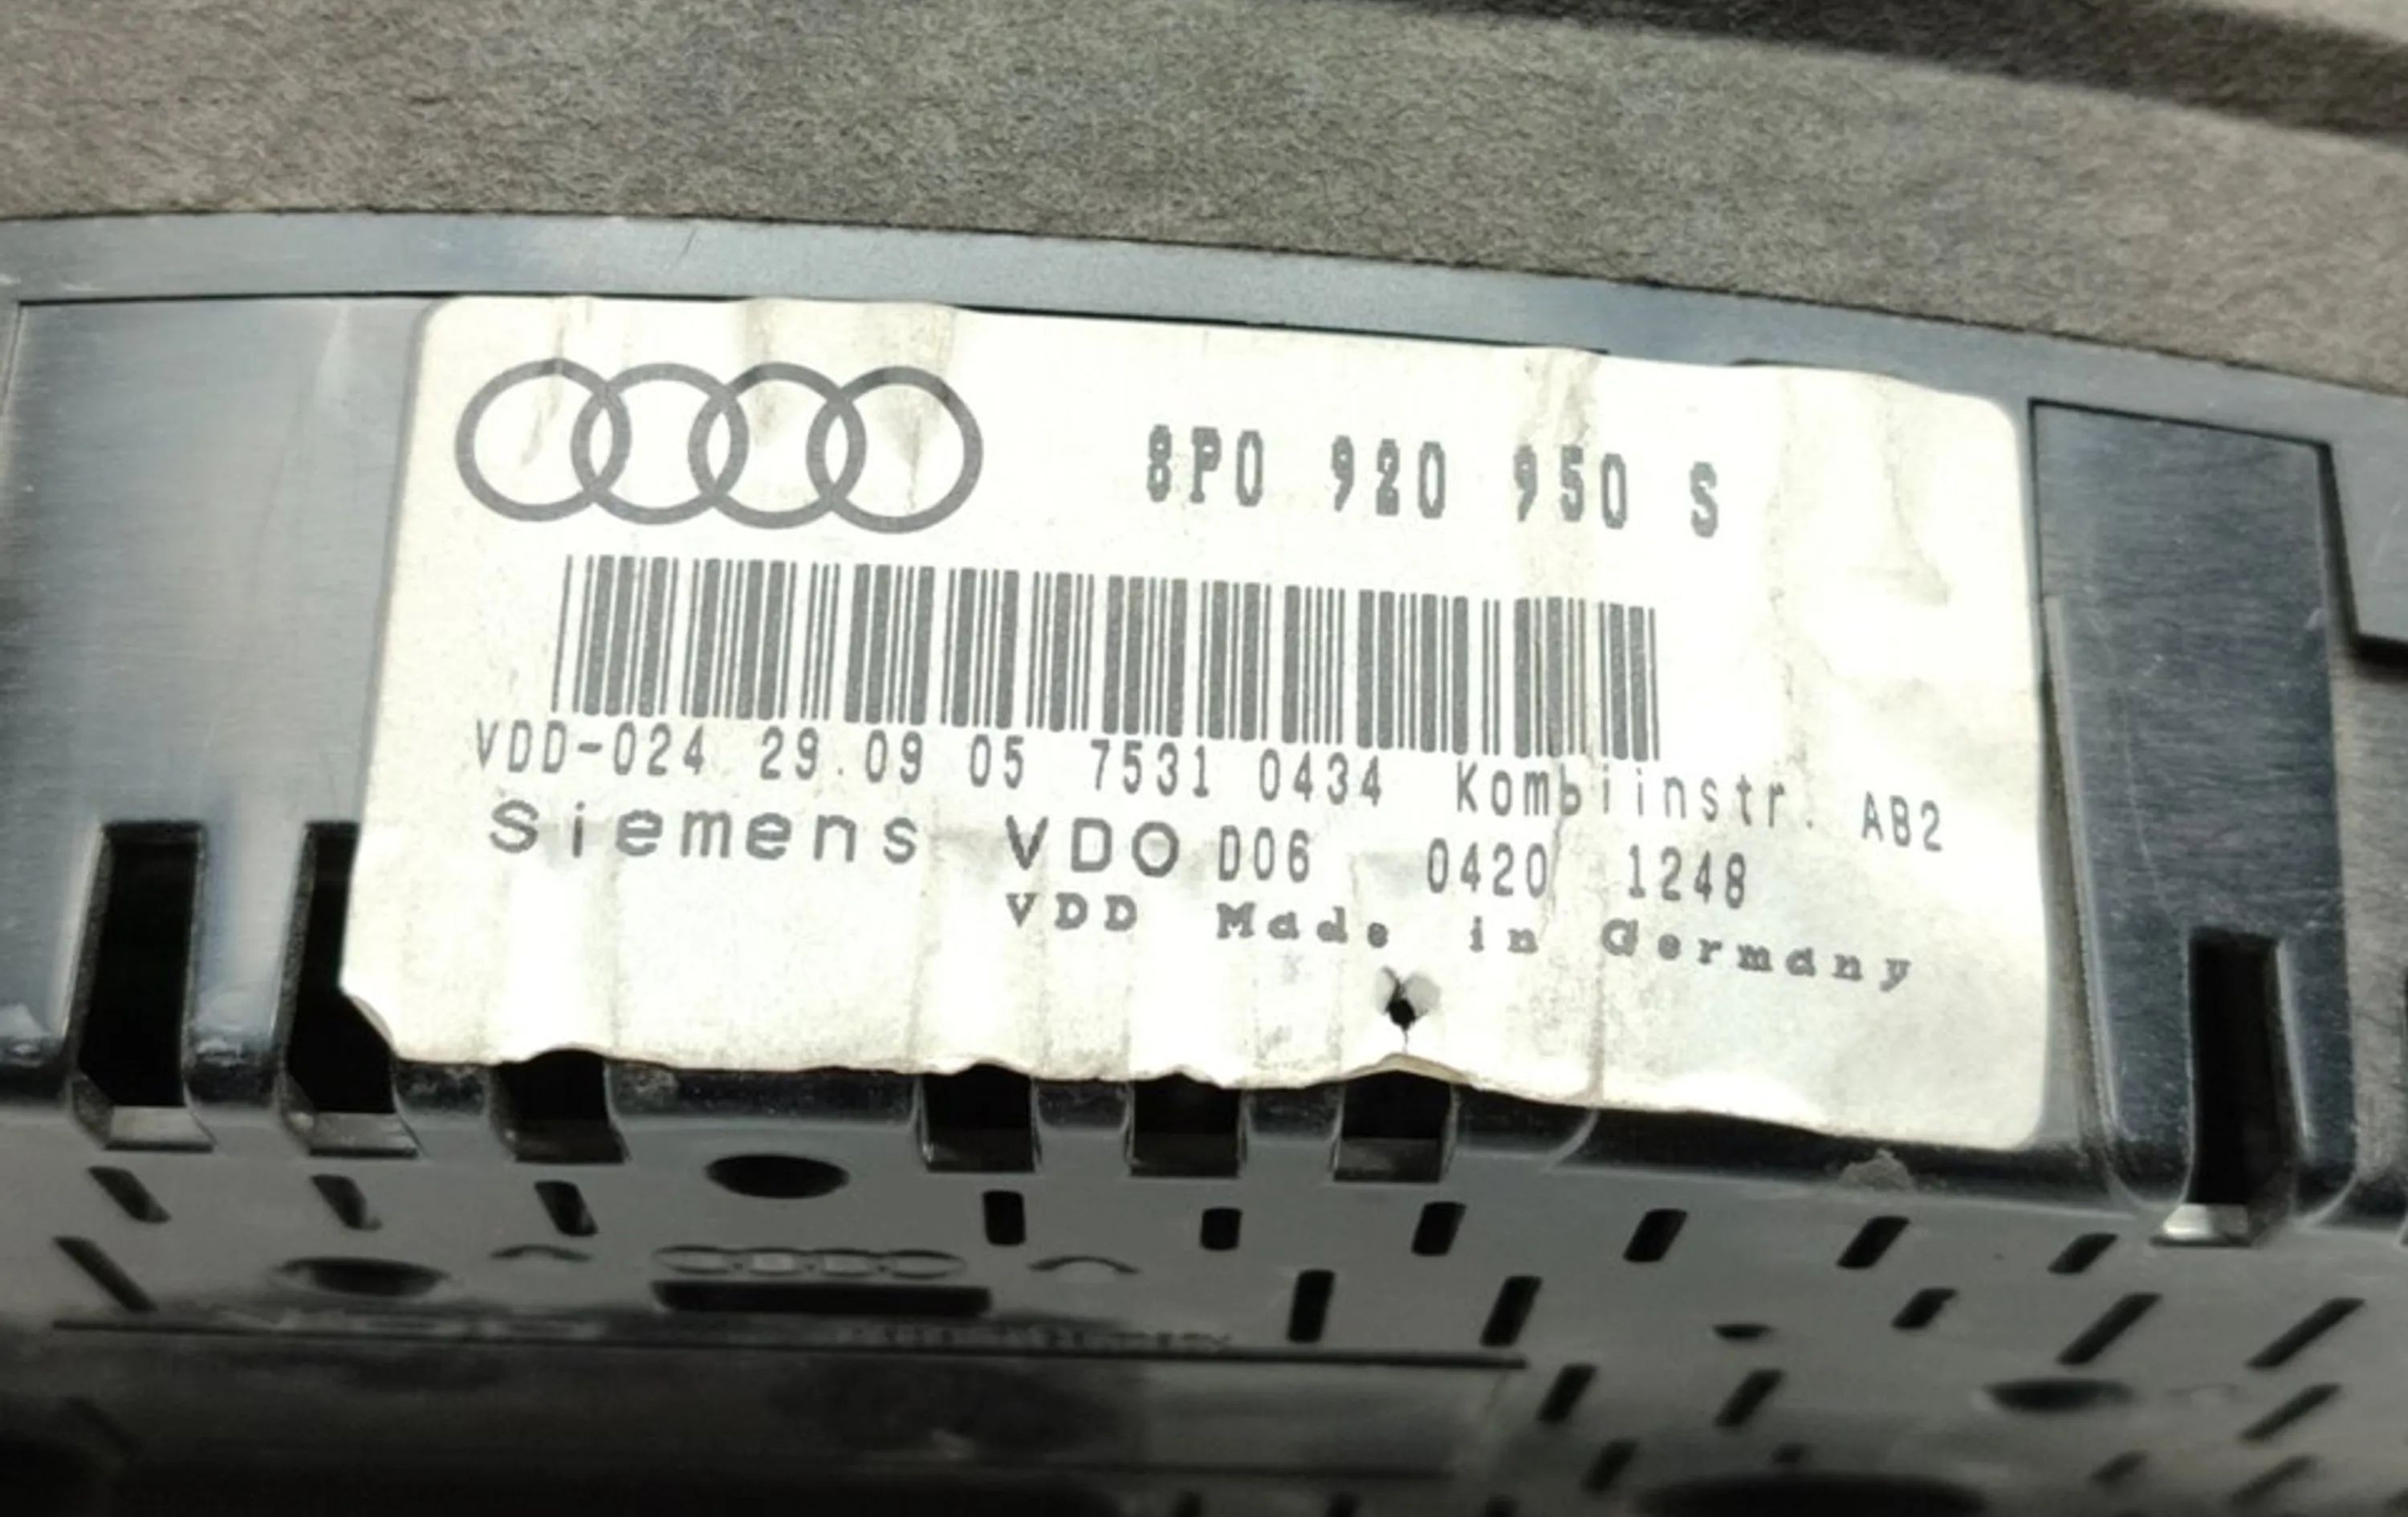 8P0 920 950 S
VDD-024 29.09 05 7531 0434 Kombiinstr. AB2
Siemens VDO D06 0420 1248
VDD Made in Germany